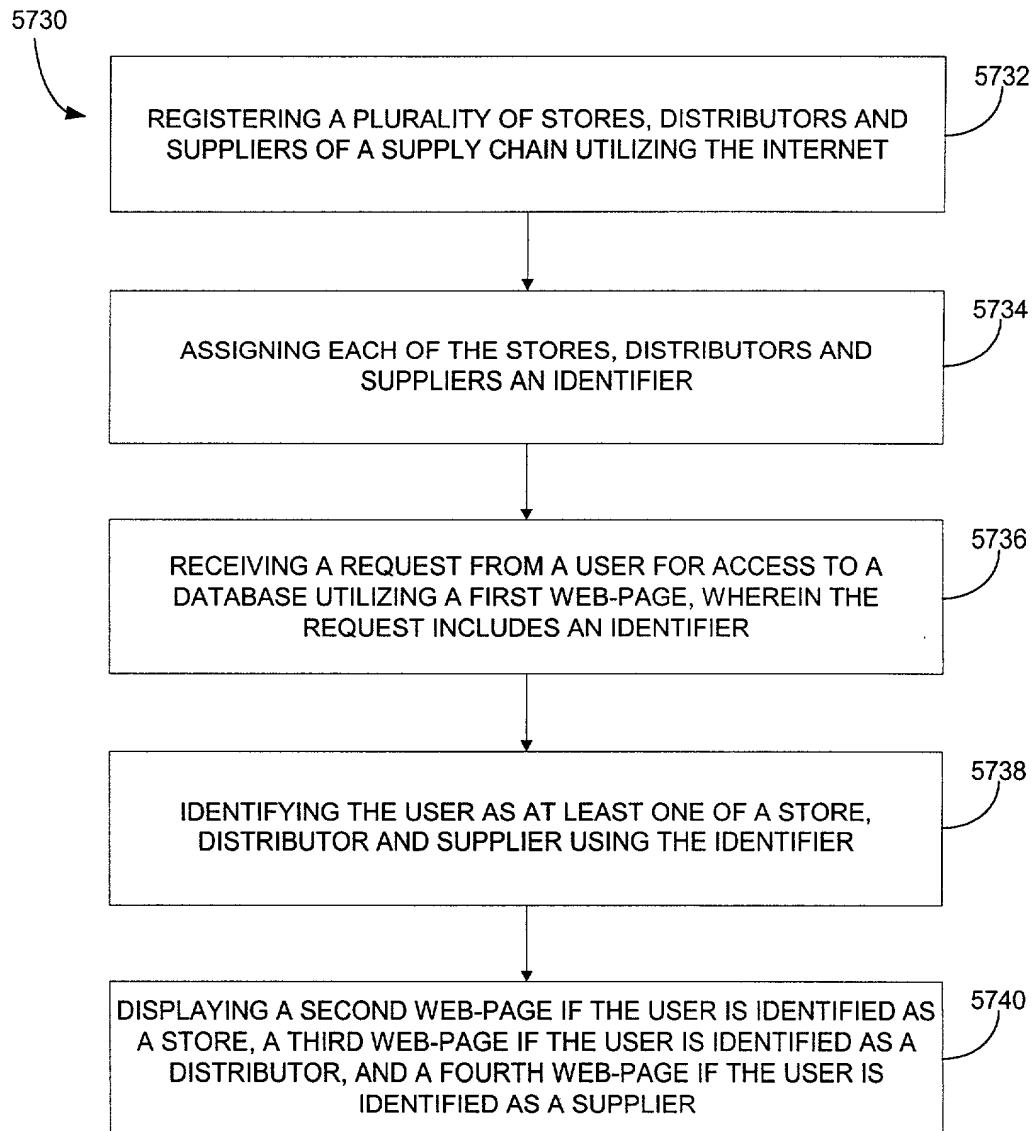 5730
5732
REGISTERING A PLURALITY OF STORES, DISTRIBUTORS AND
SUPPLIERS OF A SUPPLY CHAIN UTILIZING THE INTERNET
5734
ASSIGNING EACH OF THE STORES, DISTRIBUTORS AND
SUPPLIERS AN IDENTIFIER
5736
RECEIVING A REQUEST FROM A USER FOR ACCESS TO A
DATABASE UTILIZING A FIRST WEB-PAGE, WHEREIN THE
REQUEST INCLUDES AN IDENTIFIER
5738
IDENTIFYING THE USER AS AT LEAST ONE OF A STORE,
DISTRIBUTOR AND SUPPLIER USING THE IDENTIFIER
5740
DISPLAYING A SECOND WEB-PAGE IF THE USER IS IDENTIFIED AS
A STORE, A THIRD WEB-PAGE IF THE USER IS IDENTIFIED AS A
DISTRIBUTOR, AND A FOURTH WEB-PAGE IF THE USER IS
IDENTIFIED AS A SUPPLIER